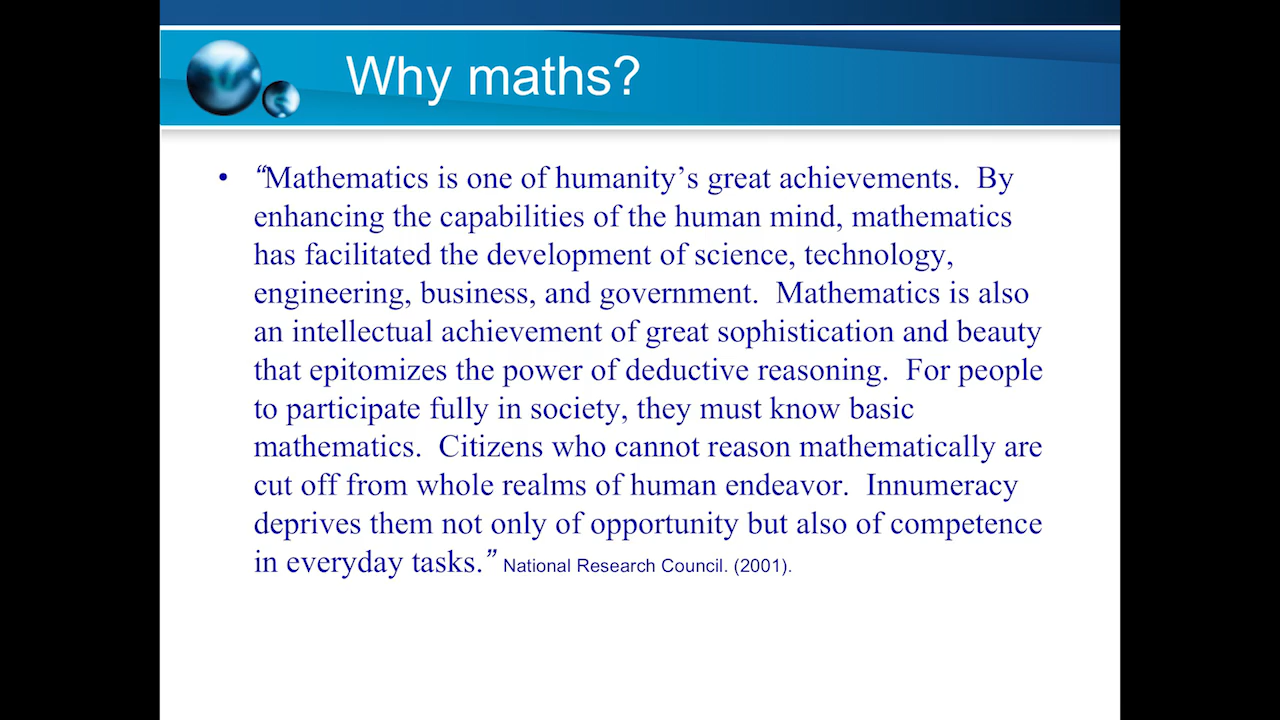 Why maths?
• “Mathematics is one of humanity’s great achievements.  By
enhancing the capabilities of the human mind, mathematics
has facilitated the development of science, technology,
engineering, business, and government.  Mathematics is also
an intellectual achievement of great sophistication and beauty
that epitomizes the power of deductive reasoning.  For people
to participate fully in society, they must know basic
mathematics.  Citizens who cannot reason mathematically are
cut off from whole realms of human endeavor.  Innumeracy
deprives them not only of opportunity but also of competence
in everyday tasks.” National Research Council. (2001).